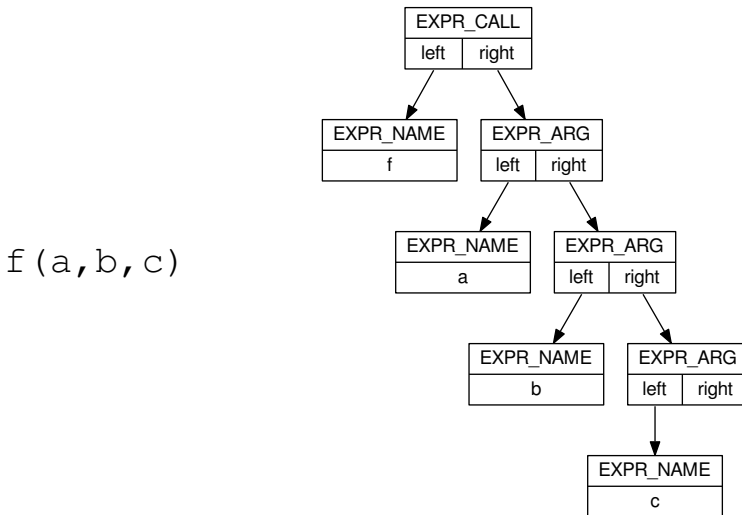 EXPR_CALL
left right
EXPR_NAME
f
EXPR_ARG
left right
f(a,b,c)
EXPR_NAME
a
EXPR_ARG
left right
EXPR_NAME
b
EXPR_ARG
left right
EXPR_NAME
c